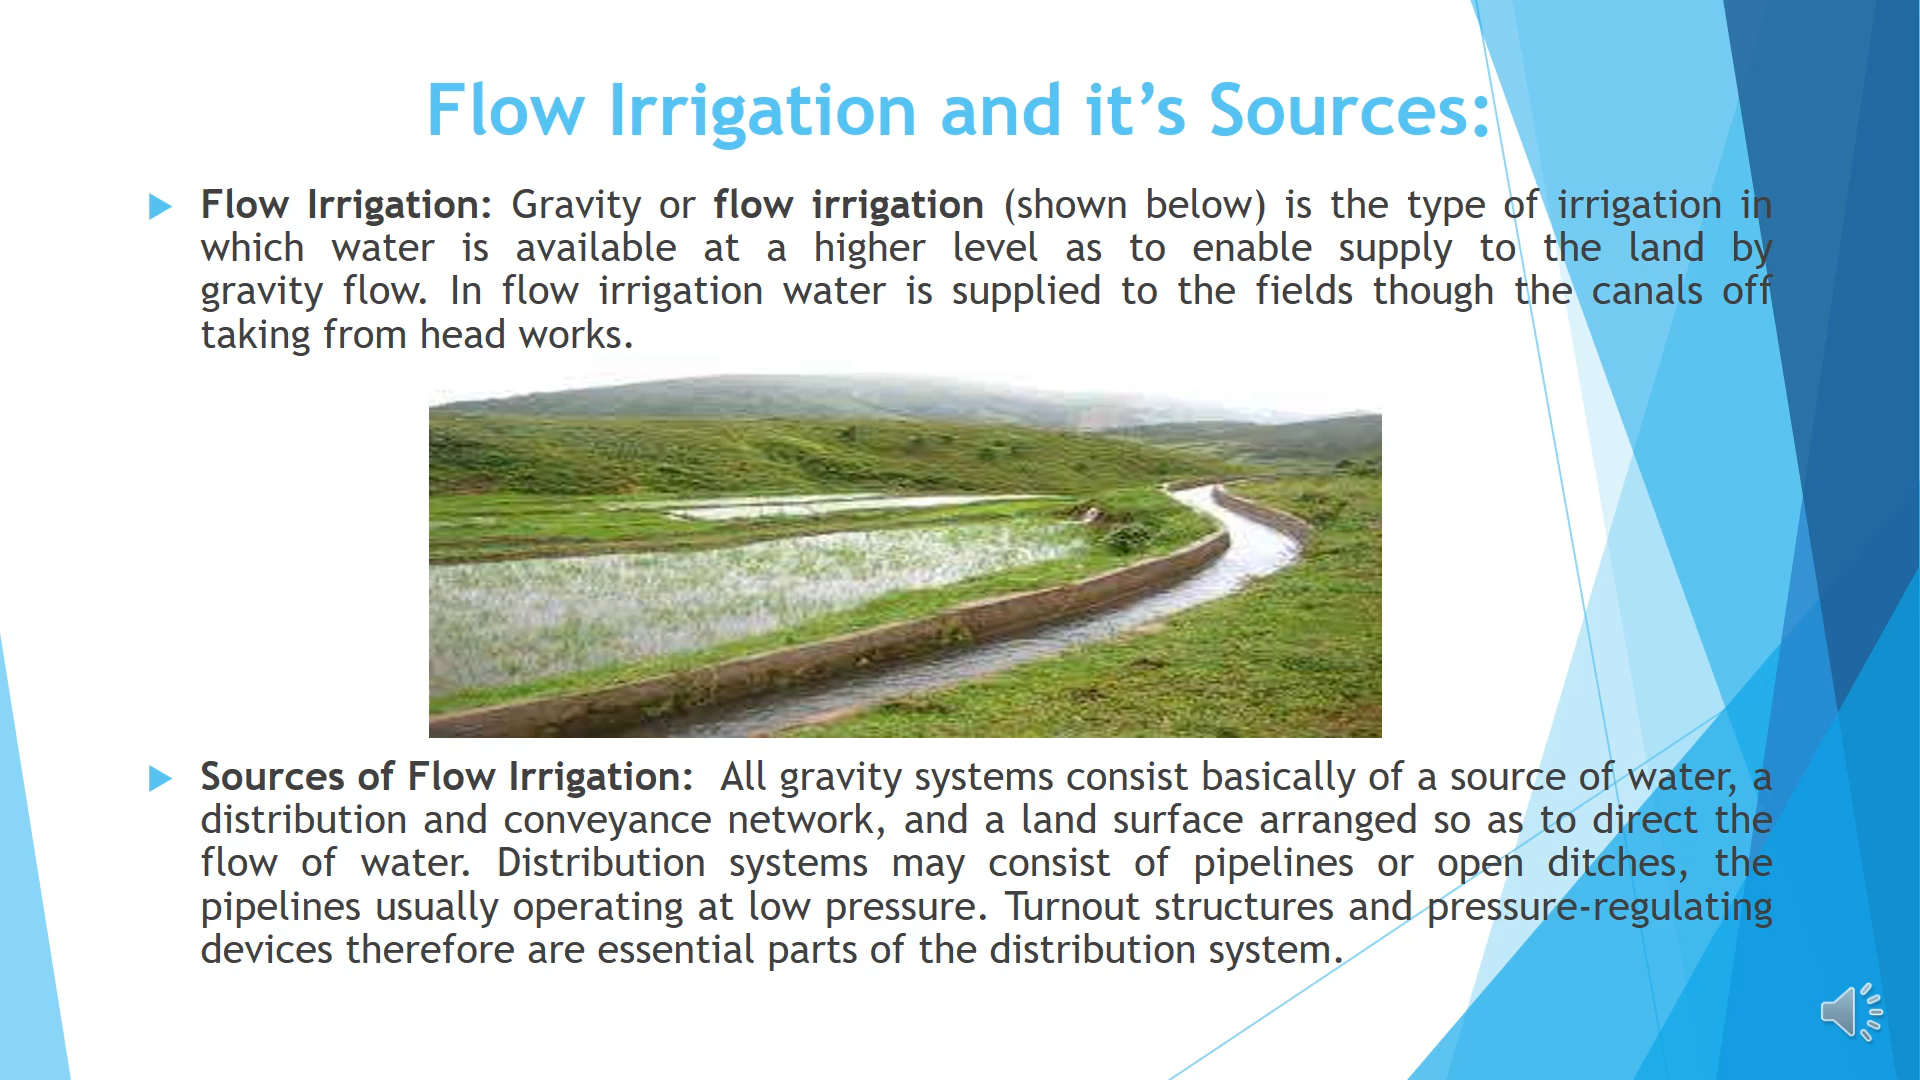 Flow Irrigation and it’s Sources:
Flow Irrigation: Gravity or flow irrigation (shown below) is the type of irrigation in
which water is available at a higher level as to enable supply to the land by
gravity flow. In flow irrigation water is supplied to the fields though the canals off
taking from head works.
Sources of Flow Irrigation: All gravity systems consist basically of a source of water, a
distribution and conveyance network, and a land surface arranged so as to direct the
flow of water. Distribution systems may consist of pipelines or open ditches, the
pipelines usually operating at low pressure. Turnout structures and pressure-regulating
devices therefore are essential parts of the distribution system.